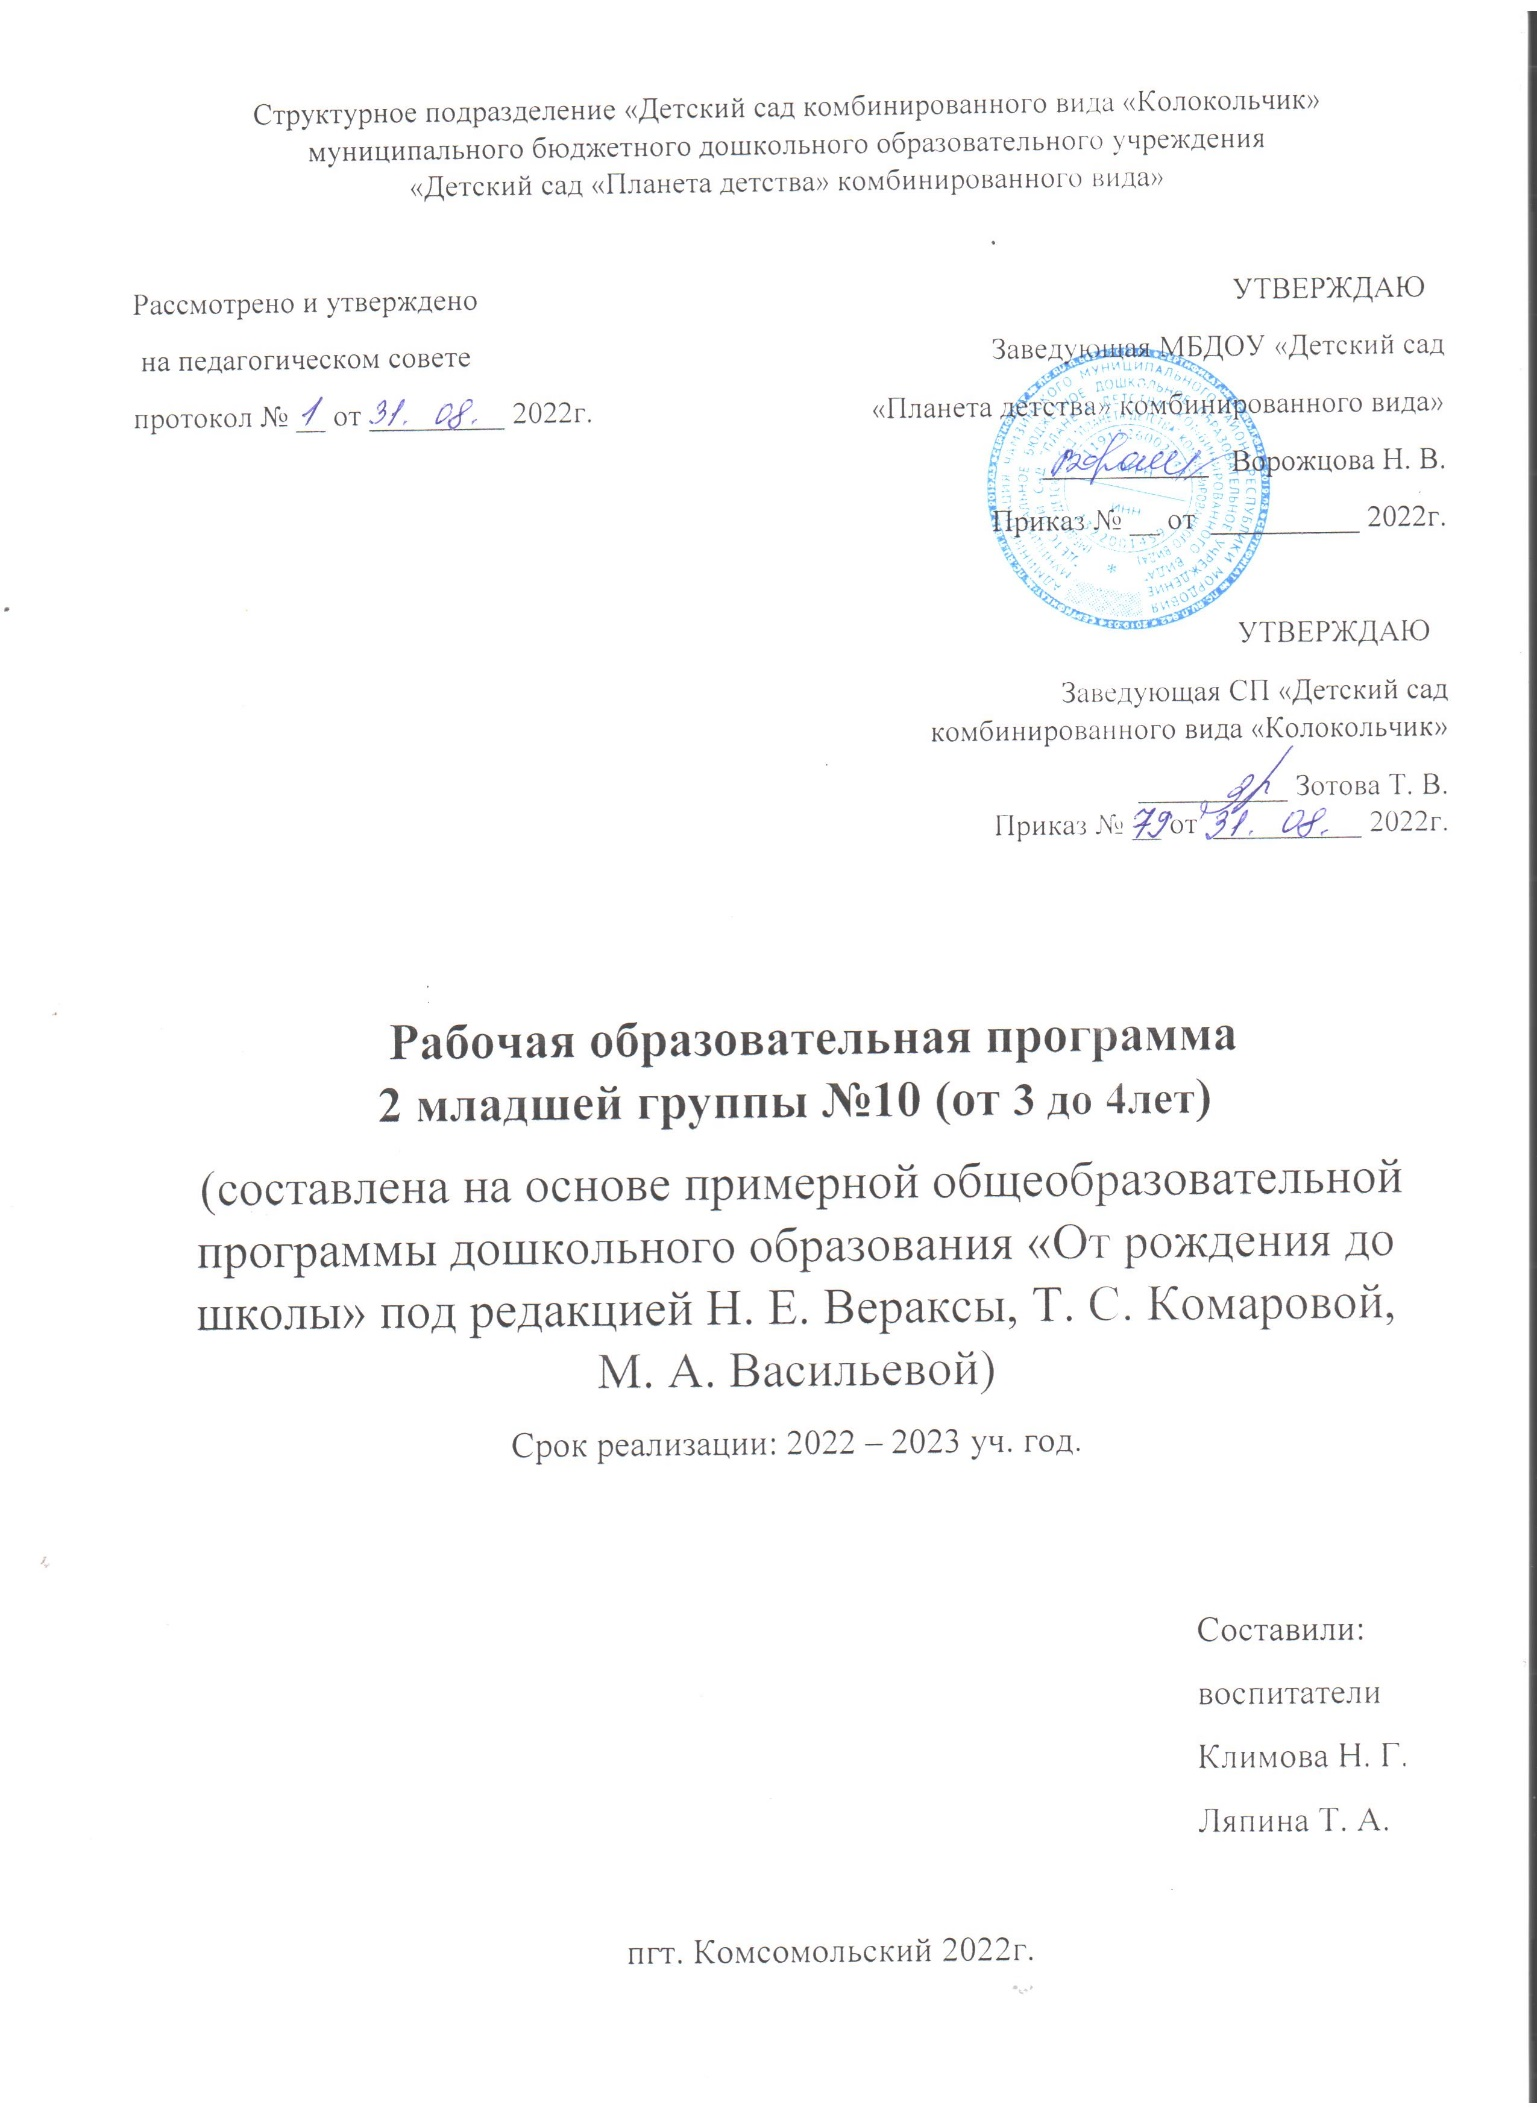 Структурное подразделение «Детский сад комбинированного вида «Колокольчик»
муниципального бюджетного дошкольного образовательного учреждения
«Детский сад «Планета детства» комбинированного вида»
Рассмотрено и утверждено
на педагогическом совете
протокол № 1 от 31. 08. 2022г.
УТВЕРЖДАЮ
Заведующая МБДОУ «Детский сад
«Планета детства» комбинированного вида»
Ворожцова Н. В.
Приказ № __ от __________ 2022г.
УТВЕРЖДАЮ
Заведующая СП «Детский сад
комбинированного вида «Колокольчик»
__________ Зотова Т. В.
Приказ № 79 от 31. 08. 2022г.
Рабочая образовательная программа
2 младшей группы №10 (от 3 до 4лет)
(составлена на основе примерной общеобразовательной
программы дошкольного образования «От рождения до
школы» под редакцией Н. Е. Вераксы, Т. С. Комаровой,
М. А. Васильевой)
Срок реализации: 2022 – 2023 уч. год.
Составили:
воспитатели
Климова Н. Г.
Ляпина Т. А.
пгт. Комсомольский 2022г.